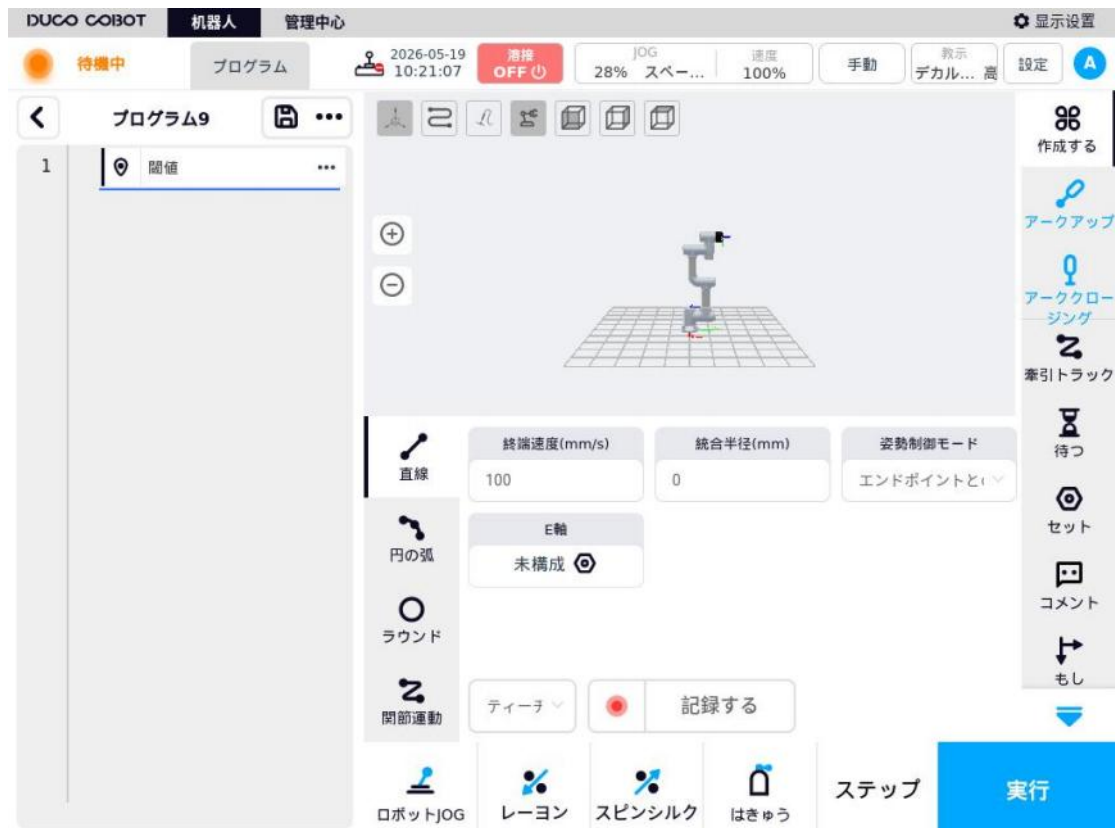 DUCO COBOT 机器人 管理中心 显示设置
待機中 プログラム 2026-05-19 10:21:07 溶接 OFF JOG 28% スペー... 速度 100% 手動 教示 デカル... 高 設定 A
プログラム9
1 閾値
作成する
アークアップ
アーククロージング
牽引トラック
待つ
セット
コメント
もし
直線
円の弧
ラウンド
関節運動
終端速度(mm/s) 統合半径(mm) 姿勢制御モード
100 0 エンドポイントと
E軸
未構成
ティーチ 記録する
ロボットJOG レーヨン スピンシルク はきゅう ステップ 実行